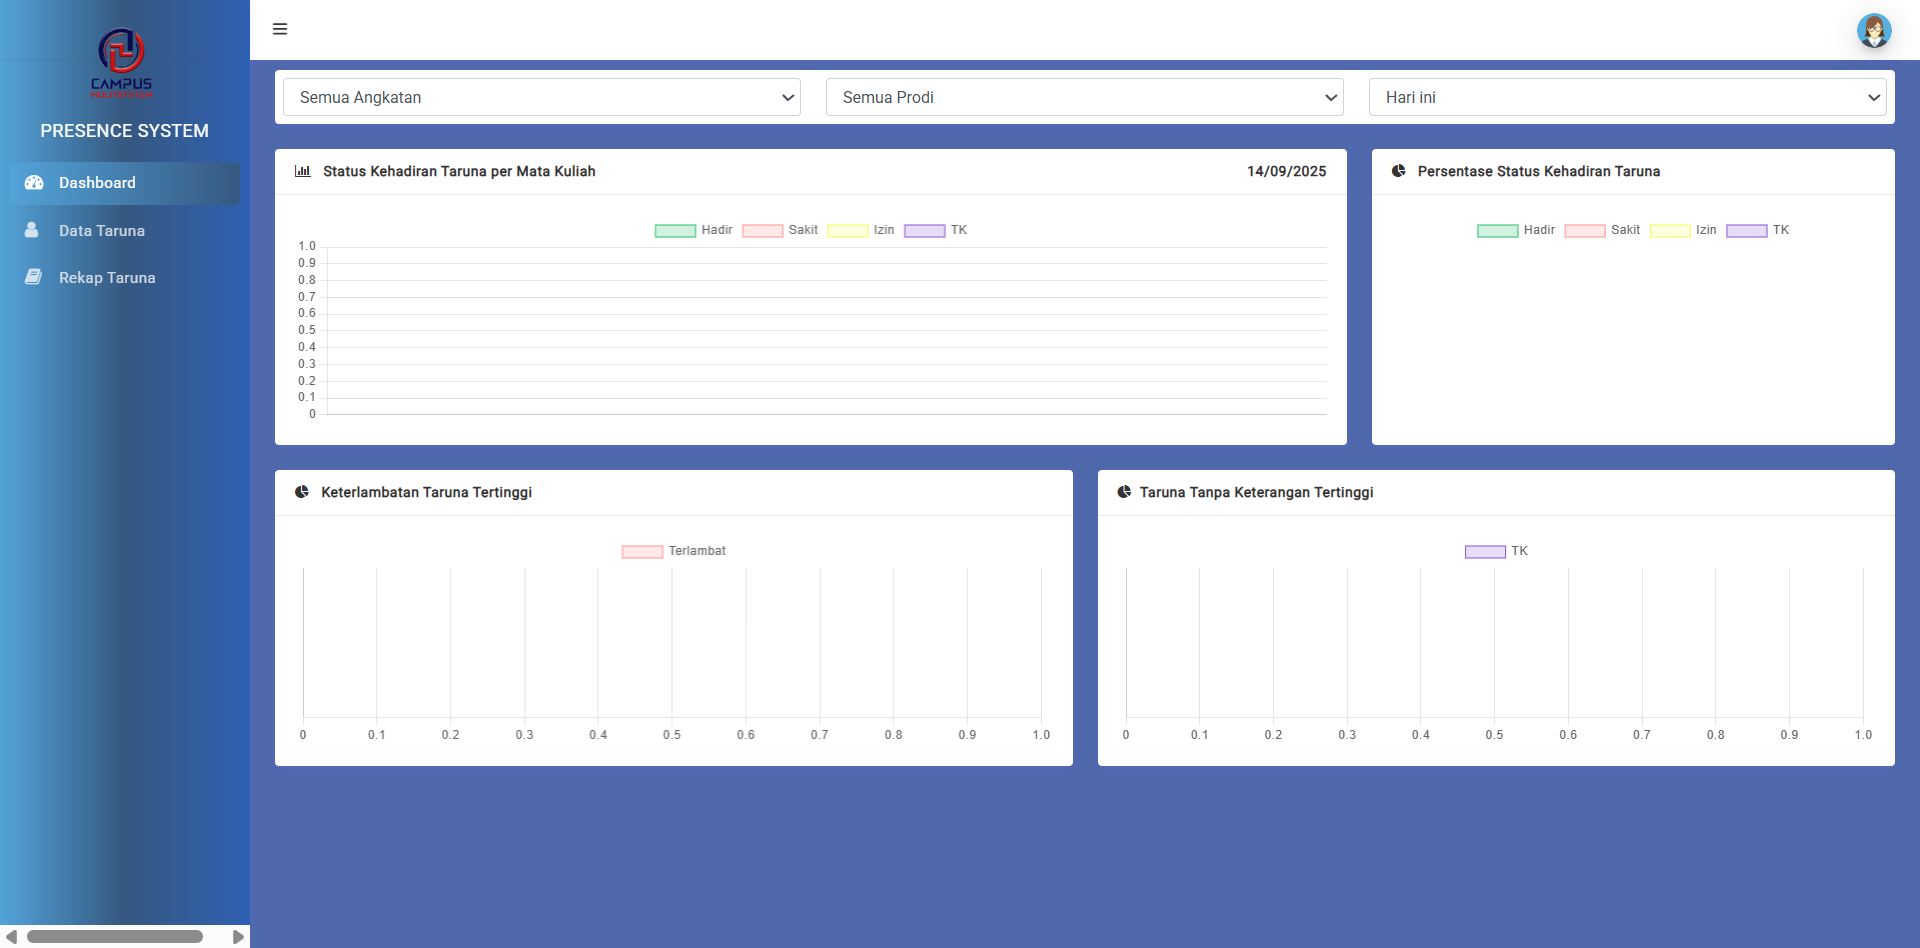 CAMPUS
MULTISYSTEM
PRESENCE SYSTEM
Dashboard
Data Taruna
Rekap Taruna
Semua Angkatan
Semua Prodi
Hari ini
Status Kehadiran Taruna per Mata Kuliah
14/09/2025
Hadir Sakit Izin TK
1.0
0.9
0.8
0.7
0.6
0.5
0.4
0.3
0.2
0.1
0
Persentase Status Kehadiran Taruna
Hadir Sakit Izin TK
Keterlambatan Taruna Tertinggi
Terlambat
0 0.1 0.2 0.3 0.4 0.5 0.6 0.7 0.8 0.9 1.0
Taruna Tanpa Keterangan Tertinggi
TK
0 0.1 0.2 0.3 0.4 0.5 0.6 0.7 0.8 0.9 1.0